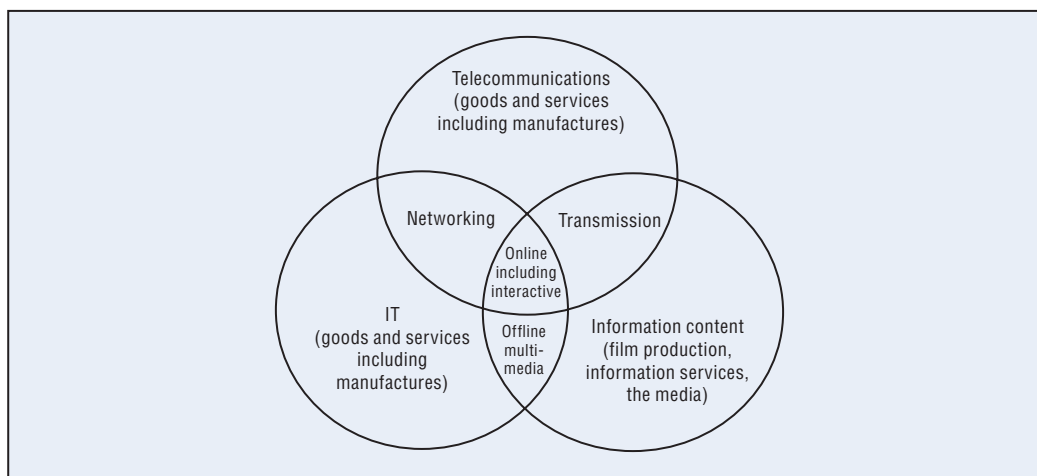 Telecommunications
(goods and services
including manufactures)
Networking
Transmission
Online
including
interactive
IT
(goods and services
including
manufactures)
Offline
multi-
media
Information content
(film production,
information services,
the media)